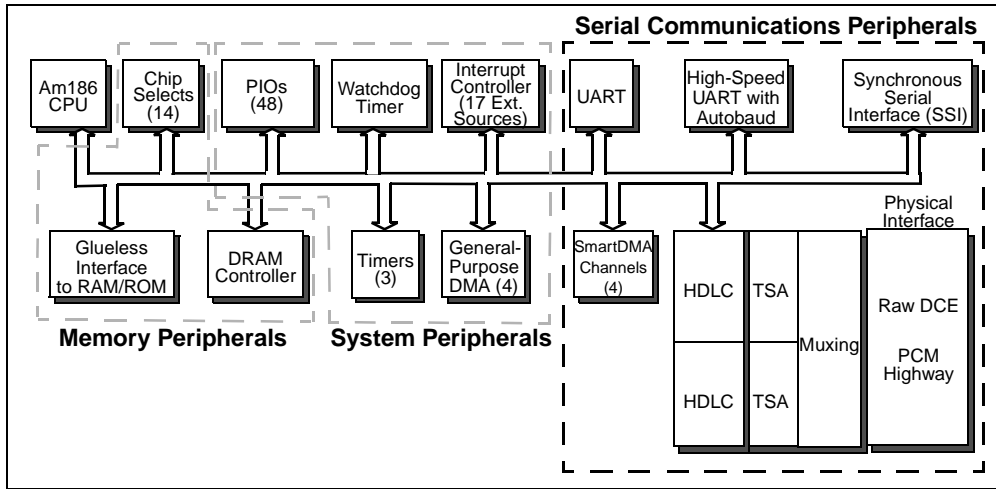 Serial Communications Peripherals
Am186
CPU
Chip
Selects
(14)
PIOs
(48)
Watchdog
Timer
Interrupt
Controller
(17 Ext.
Sources)
UART
High-Speed
UART with
Autobaud
Synchronous
Serial
Interface (SSI)
Glueless
Interface
to RAM/ROM
DRAM
Controller
Timers
(3)
General-
Purpose
DMA (4)
SmartDMA
Channels
(4)
HDLC
TSA
HDLC
TSA
Muxing
Physical
Interface
Raw DCE
PCM
Highway
Memory Peripherals
System Peripherals